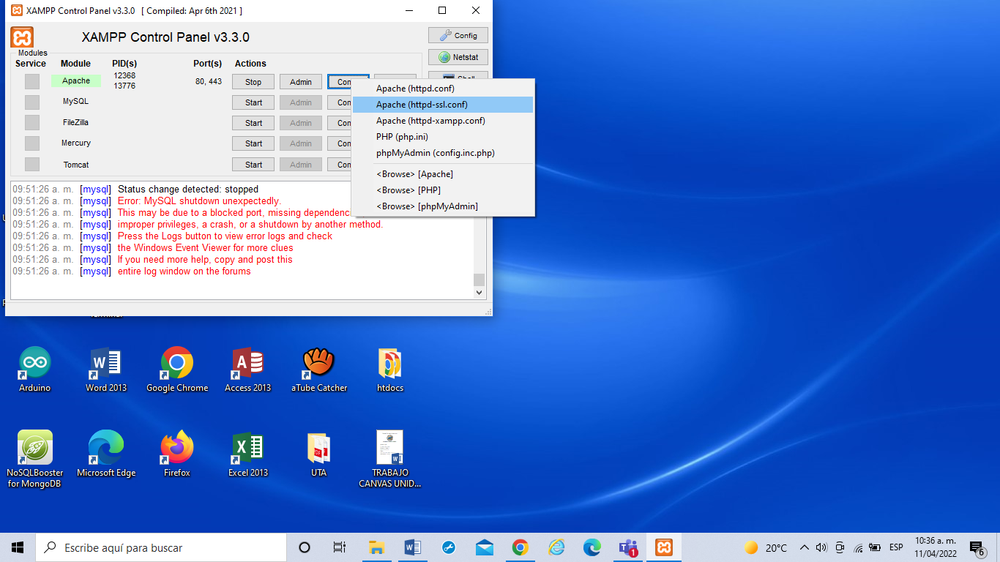 XAMPP Control Panel v3.3.0 [ Compiled: Apr 6th 2021 ]
XAMPP Control Panel v3.3.0
Config
Modules
Service Module PID(s) Port(s) Actions
Netstat
Apache 12368 13776 80, 443 Stop Admin
MySQL Start Admin
FileZilla Start Admin
Mercury Start Admin
Tomcat Start Admin
Apache (httpd.conf)
Apache (httpd-ssl.conf)
Apache (httpd-xampp.conf)
PHP (php.ini)
phpMyAdmin (config.inc.php)
<Browse> [Apache]
<Browse> [PHP]
<Browse> [phpMyAdmin]
09:51:26 a. m. [mysql] Status change detected: stopped
09:51:26 a. m. [mysql] Error: MySQL shutdown unexpectedly.
09:51:26 a. m. [mysql] This may be due to a blocked port, missing
09:51:26 a. m. [mysql] improper privileges, a crash, or a shutdown by another method.
09:51:26 a. m. [mysql] Press the Logs button to view error logs and check
09:51:26 a. m. [mysql] the Windows Event Viewer for more clues
09:51:26 a. m. [mysql] If you need more help, copy and post this
09:51:26 a. m. [mysql] entire log window on the forums
Arduino
Word 2013
Google Chrome
Access 2013
aTube Catcher
htdocs
NoSQLBooster
for MongoDB
Microsoft Edge
Firefox
Excel 2013
UTA
TRABAJO
CANVAS UNID...
Escribe aquí para buscar
1
20°C
ESP
10:36 a. m.
11/04/2022
6